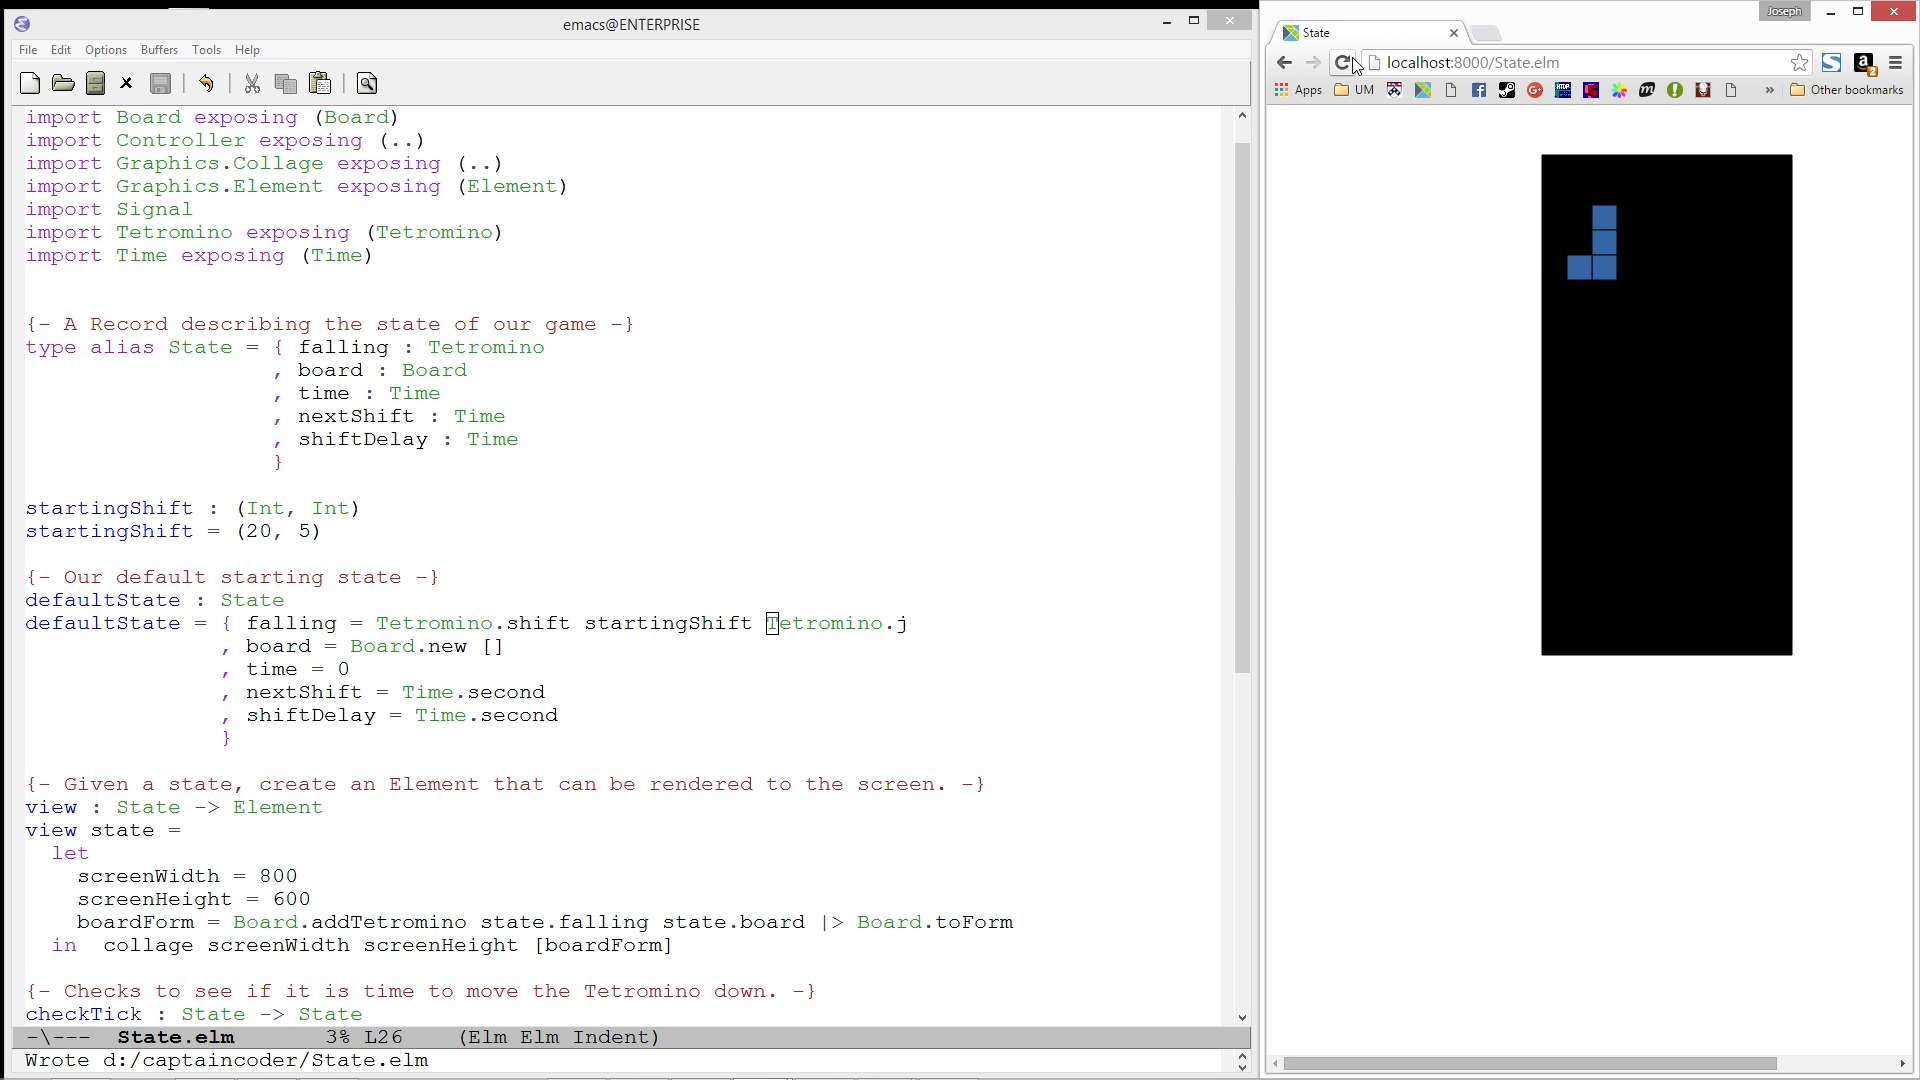 emacs@ENTERPRISE
File Edit Options Buffers Tools Help
import Board exposing (Board)
import Controller exposing (..)
import Graphics.Collage exposing (..)
import Graphics.Element exposing (Element)
import Signal
import Tetromino exposing (Tetromino)
import Time exposing (Time)
{- A Record describing the state of our game -}
type alias State = { falling : Tetromino
, board : Board
, time : Time
, nextShift : Time
, shiftDelay : Time
}
startingShift : (Int, Int)
startingShift = (20, 5)
{- Our default starting state -}
defaultState : State
defaultState = { falling = Tetromino.shift startingShift Tetromino.j
, board = Board.new []
, time = 0
, nextShift = Time.second
, shiftDelay = Time.second
}
{- Given a state, create an Element that can be rendered to the screen. -}
view : State -> Element
view state =
let
screenWidth = 800
screenHeight = 600
boardForm = Board.addTetromino state.falling state.board |> Board.toForm
in  collage screenWidth screenHeight [boardForm]
{- Checks to see if it is time to move the Tetromino down. -}
checkTick : State -> State
-\--- State.elm 3% L26 (Elm Elm Indent)
Wrote d:/captaincoder/State.elm
Joseph
State
localhost:8000/State.elm
Apps UM » Other bookmarks